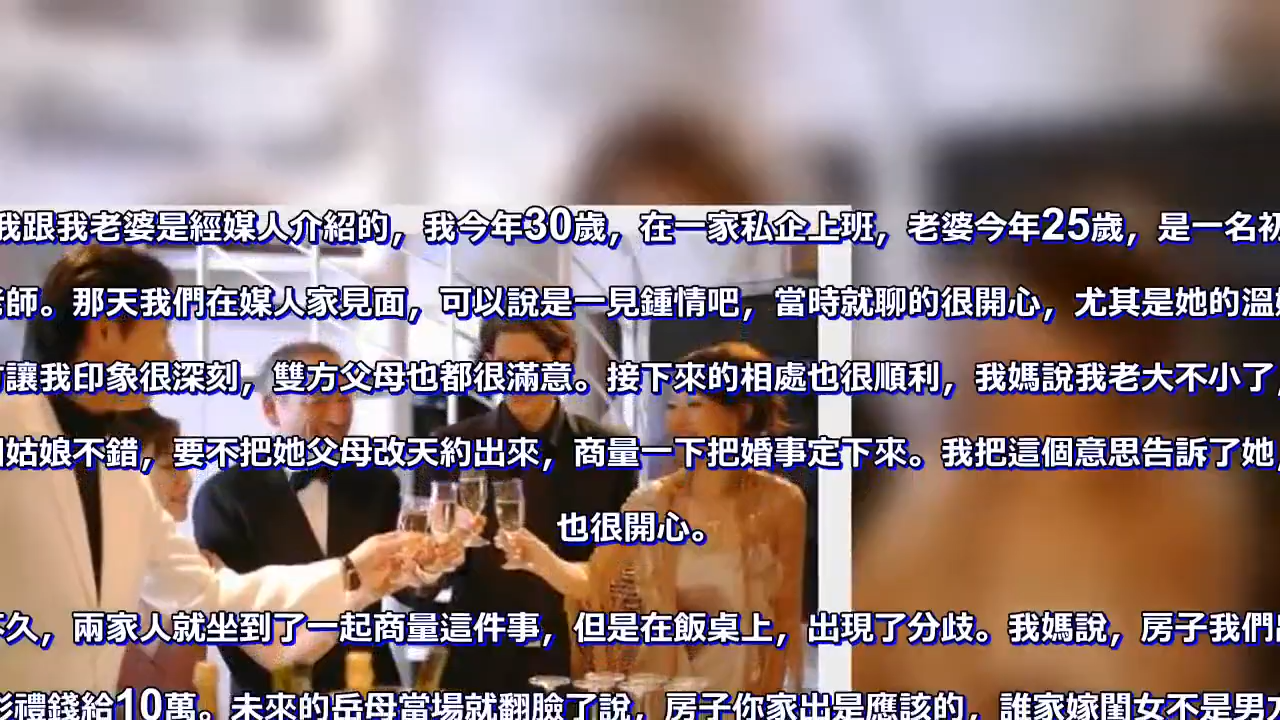 我跟我老婆是經媒人介紹的，我今年30歲，在一家私企上班，老婆今年25歲，是一名初
老師。那天我們在媒人家見面，可以說是一見鍾情吧，當時就聊的很開心，尤其是她的溫
讓我印象很深刻，雙方父母也都很滿意。接下來的相處也很順利，我媽說我老大不小了，
姑娘不錯，要不把她父母改天約出來，商量一下把婚事定下來。我把這個意思告訴了她，
也很開心。
久，兩家人就坐到了一起商量這件事，但是在飯桌上，出現了分歧。我媽說，房子我們
彩禮錢給10萬。未來的岳母當場就翻臉了說，房子你家出是應該的，誰家嫁閨女不是男